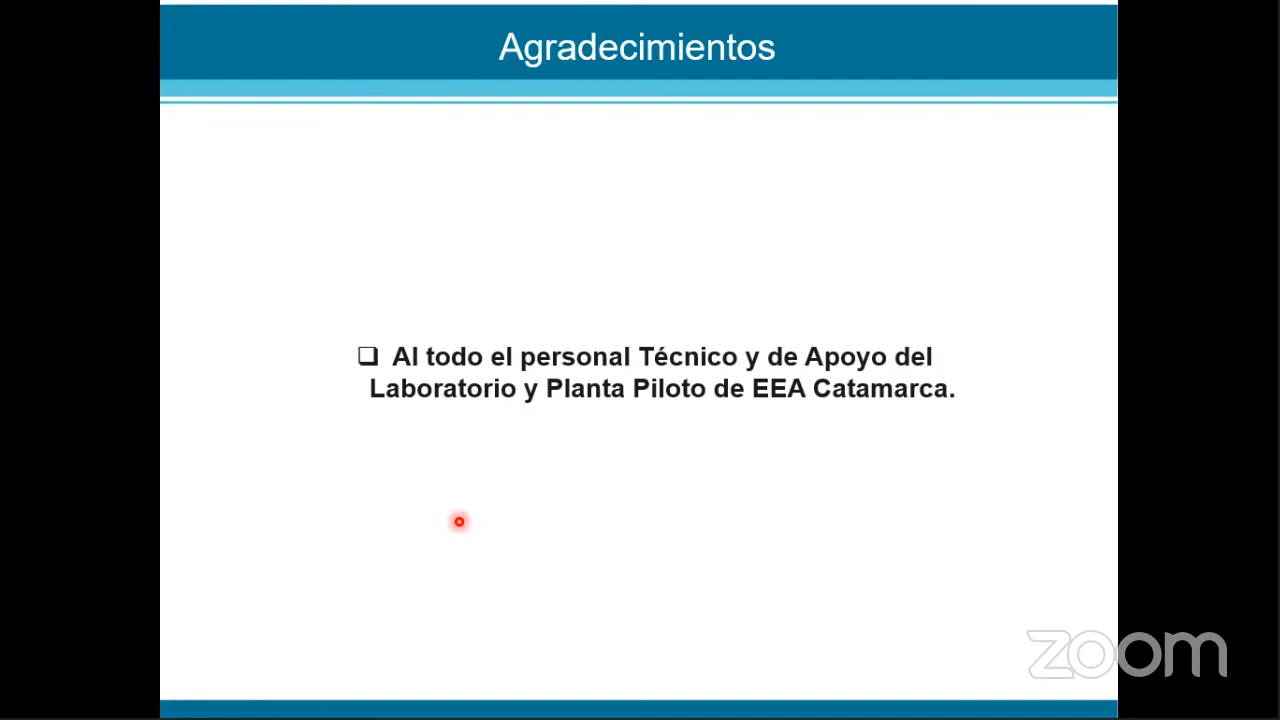 Agradecimientos
❑ Al todo el personal Técnico y de Apoyo del
Laboratorio y Planta Piloto de EEA Catamarca.
zoom